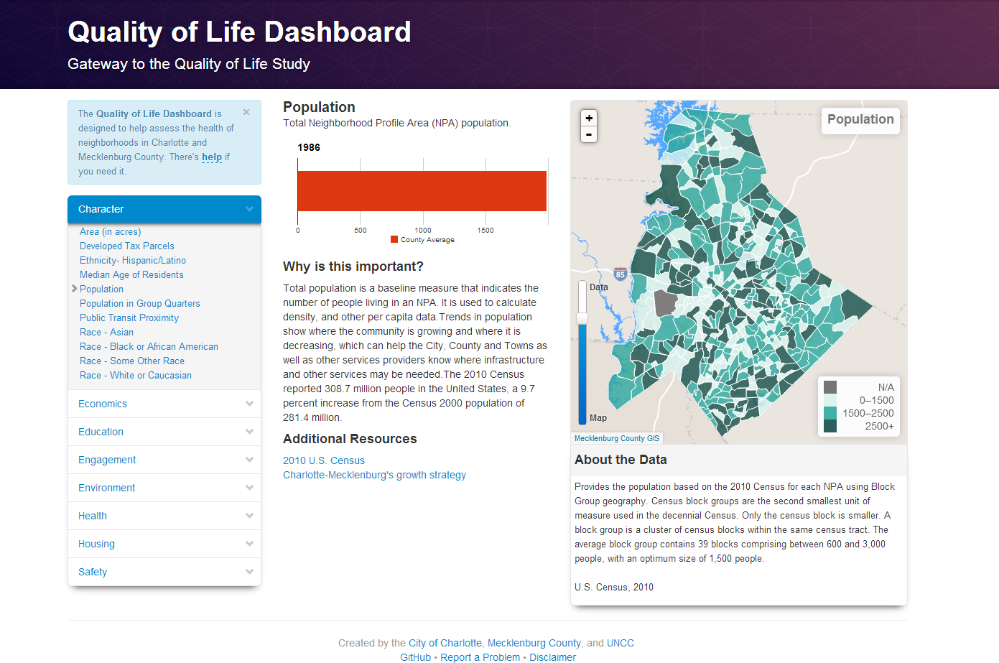 Quality of Life Dashboard
Gateway to the Quality of Life Study
The Quality of Life Dashboard is
designed to help assess the health of
neighborhoods in Charlotte and
Mecklenburg County. There's help if
you need it.
×
Character
Area (in acres)
Developed Tax Parcels
Ethnicity- Hispanic/Latino
Median Age of Residents
Population
Population in Group Quarters
Public Transit Proximity
Race - Asian
Race - Black or African American
Race - Some Other Race
Race - White or Caucasian
Economics
Education
Engagement
Environment
Health
Housing
Safety
Population
Total Neighborhood Profile Area (NPA) population.
1986
0 500 1000 1500
County Average
Why is this important?
Total population is a baseline measure that indicates the
number of people living in an NPA. It is used to calculate
density, and other per capita data.Trends in population
show where the community is growing and where it is
decreasing, which can help the City, County and Towns as
well as other services providers know where infrastructure
and other services may be needed.The 2010 Census
reported 308.7 million people in the United States, a 9.7
percent increase from the Census 2000 population of
281.4 million.
Additional Resources
2010 U.S. Census
Charlotte-Mecklenburg's growth strategy
+
-
Population
85
Data
Map
N/A
0–1500
1500–2500
2500+
Mecklenburg County GIS
About the Data
Provides the population based on the 2010 Census for each NPA using Block
Group geography. Census block groups are the second smallest unit of
measure used in the decennial Census. Only the census block is smaller. A
block group is a cluster of census blocks within the same census tract. The
average block group contains 39 blocks comprising between 600 and 3,000
people, with an optimum size of 1,500 people.
U.S. Census, 2010
Created by the City of Charlotte, Mecklenburg County, and UNCC
GitHub • Report a Problem • Disclaimer